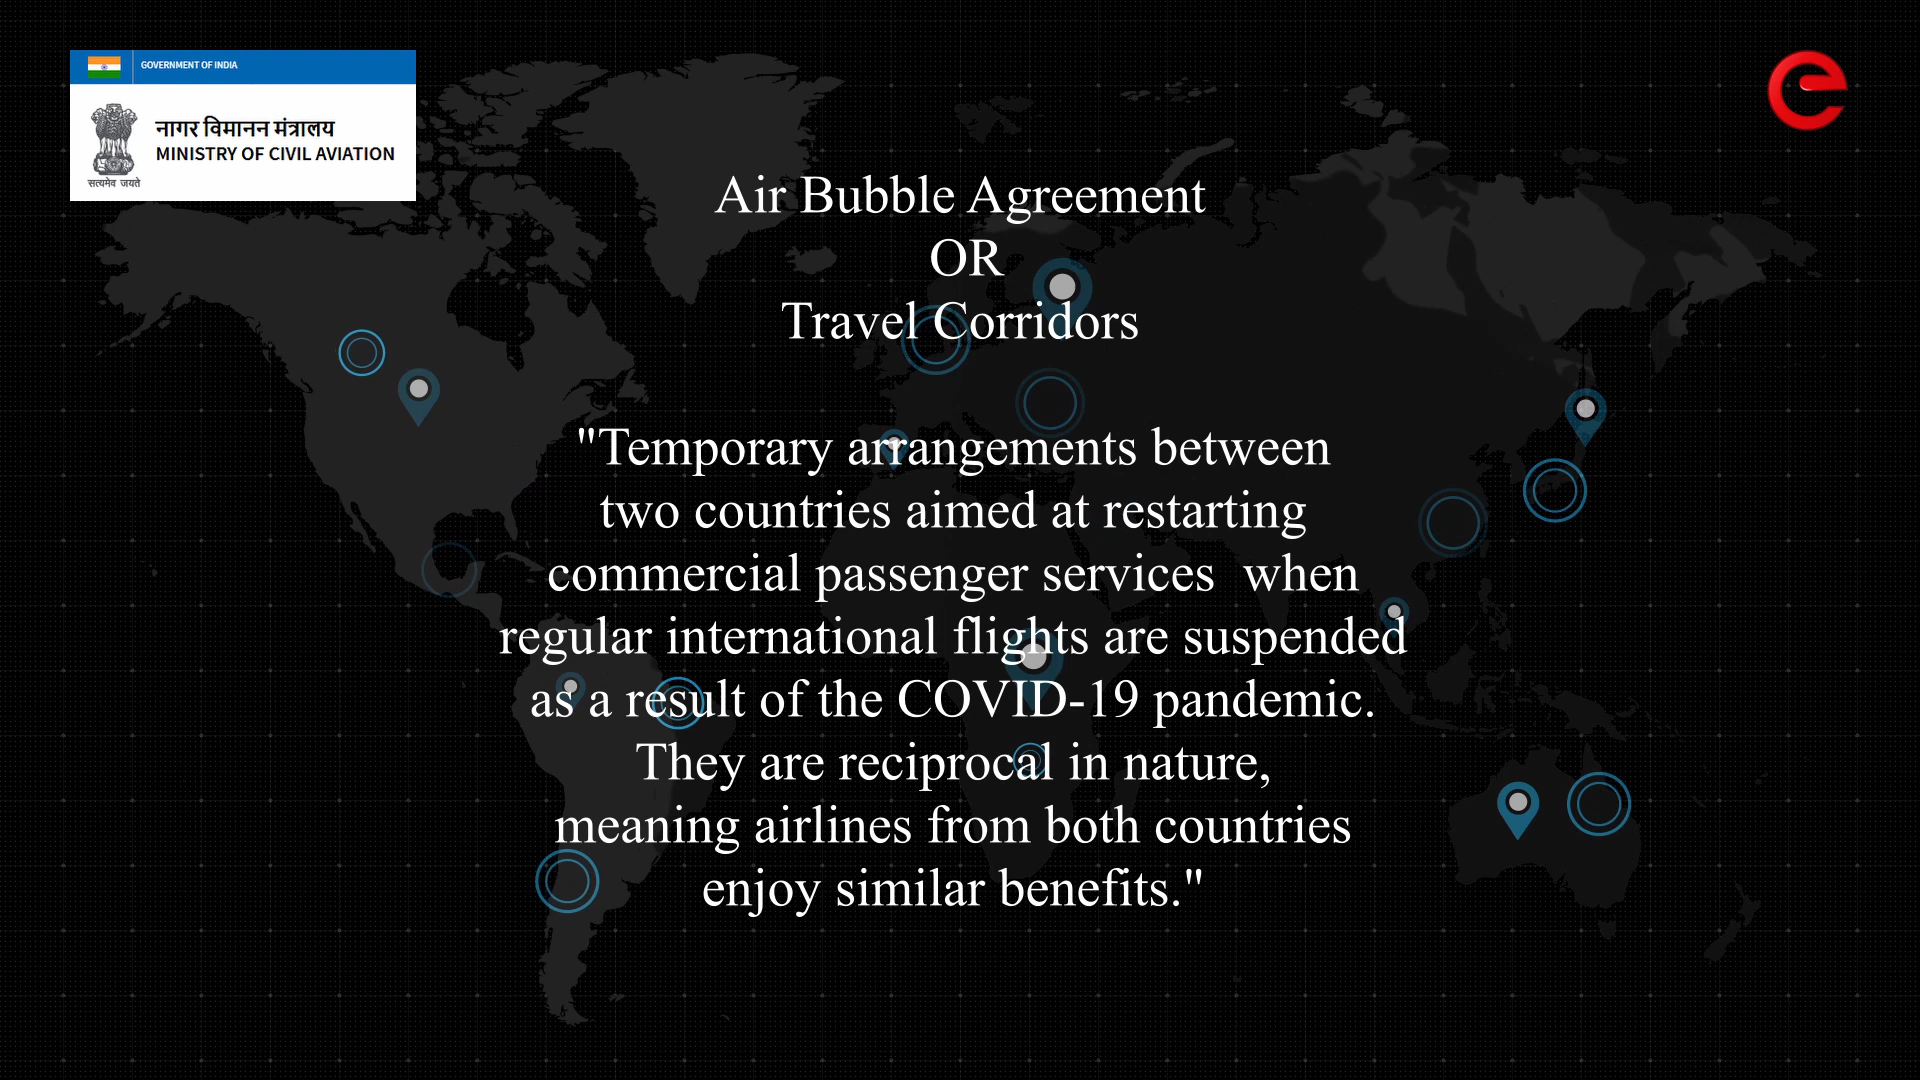 GOVERNMENT OF INDIA
नागर विमानन मंत्रालय
MINISTRY OF CIVIL AVIATION
सत्यमेव जयते
Air Bubble Agreement
OR
Travel Corridors
"Temporary arrangements between
two countries aimed at restarting
commercial passenger services  when
regular international flights are suspended
as a result of the COVID-19 pandemic.
They are reciprocal in nature,
meaning airlines from both countries
enjoy similar benefits."